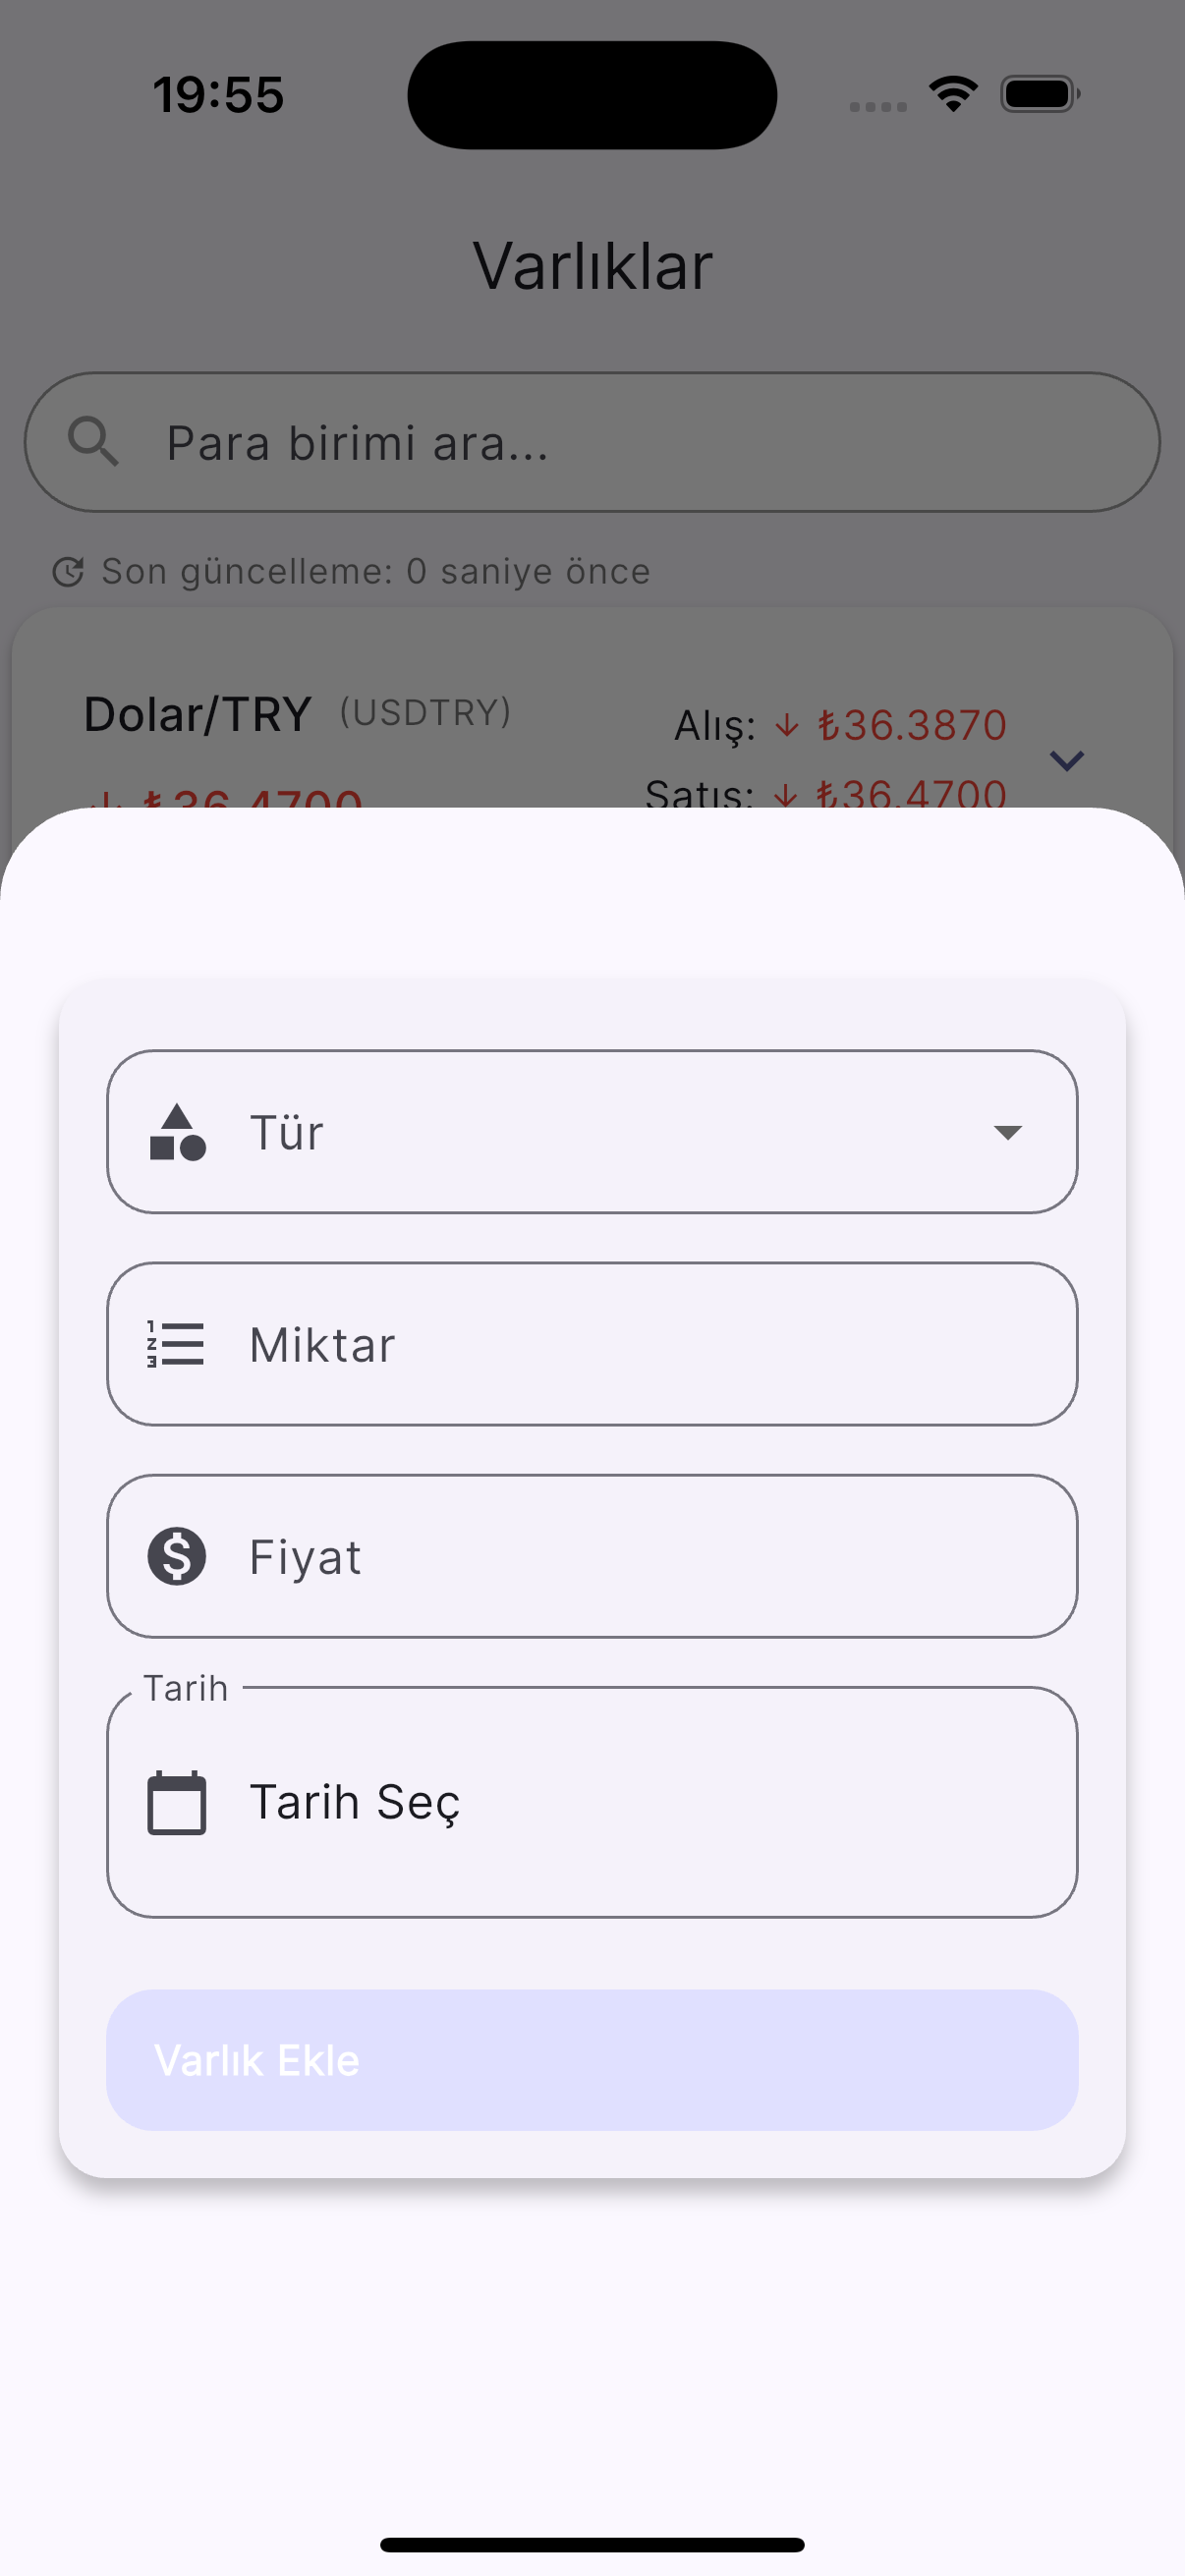 19:55
Varlıklar
Para birimi ara...
Son güncelleme: 0 saniye önce
Dolar/TRY (USDTRY)
Alış: ↓ ₺36.3870
↓ ₺36.4700
Satış: ↓ ₺36.4700
Tür
Miktar
Fiyat
Tarih
Tarih Seç
Varlık Ekle